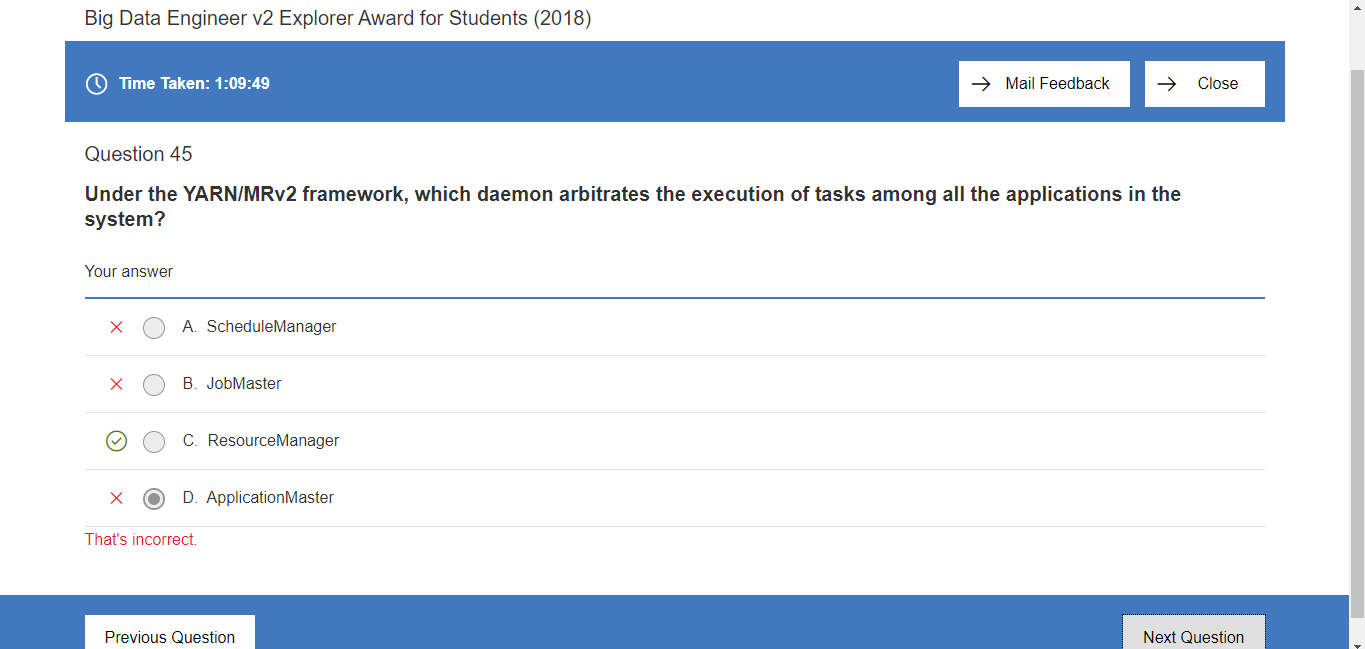 Big Data Engineer v2 Explorer Award for Students (2018)
Time Taken: 1:09:49
Mail Feedback
Close
Question 45
Under the YARN/MRv2 framework, which daemon arbitrates the execution of tasks among all the applications in the
system?
Your answer
A. ScheduleManager
B. JobMaster
C. ResourceManager
D. ApplicationMaster
That's incorrect.
Previous Question
Next Question